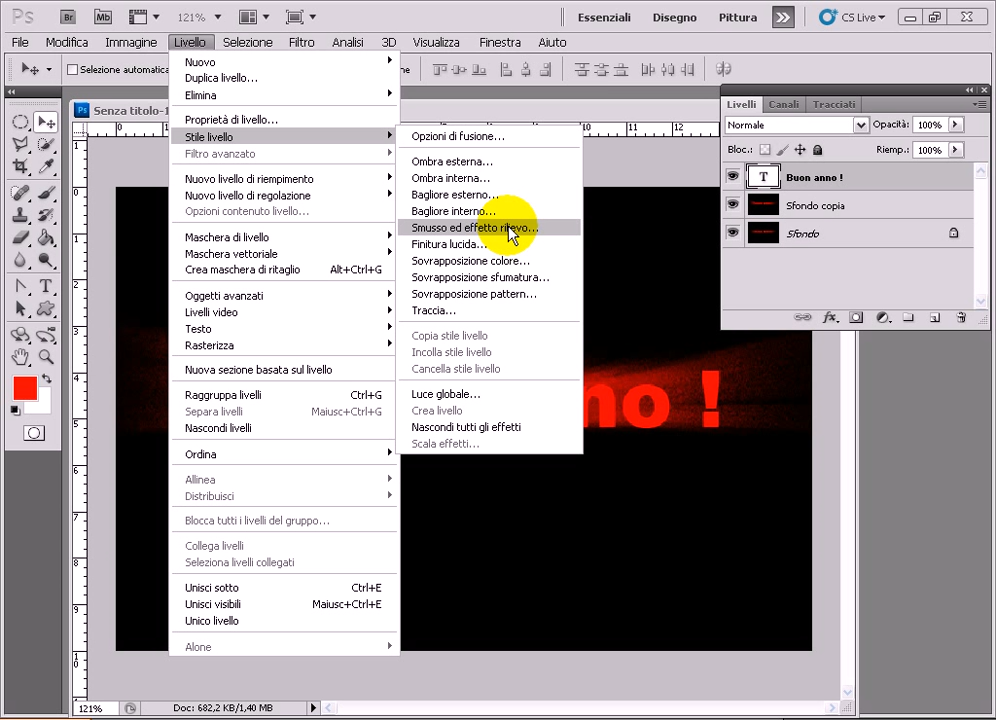 Ps Br Mb 121% Essenziali Disegno Pittura CS Live
File Modifica Immagine Livello Selezione Filtro Analisi 3D Visualizza Finestra Aiuto
Selezione automatica
Senza titolo-1
Nuovo
Duplica livello...
Elimina
Proprietà di livello...
Stile livello
Filtro avanzato
Nuovo livello di riempimento
Nuovo livello di regolazione
Opzioni contenuto livello...
Maschera di livello
Maschera vettoriale
Crea maschera di ritaglio Alt+Ctrl+G
Oggetti avanzati
Livelli video
Testo
Rasterizza
Nuova sezione basata sul livello
Raggruppa livelli Ctrl+G
Separa livelli Maiusc+Ctrl+G
Nascondi livelli
Ordina
Allinea
Distribuisci
Blocca tutti i livelli del gruppo...
Collega livelli
Seleziona livelli collegati
Unisci sotto Ctrl+E
Unisci visibili Maiusc+Ctrl+E
Unico livello
Alone
Opzioni di fusione...
Ombra esterna...
Ombra interna...
Bagliore esterno...
Bagliore interno...
Smusso ed effetto rilievo...
Finitura lucida...
Sovrapposizione colore...
Sovrapposizione sfumatura...
Sovrapposizione pattern...
Traccia...
Copia stile livello
Incolla stile livello
Cancella stile livello
Luce globale...
Crea livello
Nascondi tutti gli effetti
Scala effetti...
Livelli Canali Tracciati
Normale Opacità: 100%
Bloc.: Riemp.: 100%
T Buon anno !
Sfondo copia
Sfondo
no !
121% Doc: 682,2 KB/1,40 MB